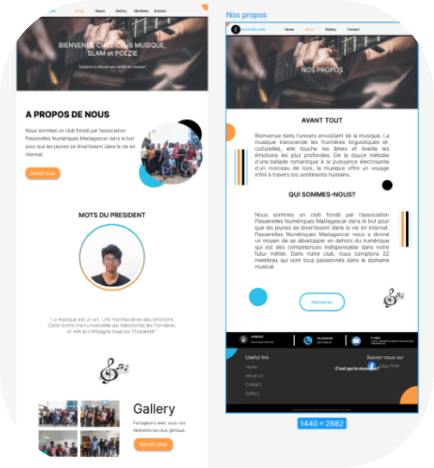 Home About Gallery Members Contact
BIENVENUE CHEZ CLUB MUSIQUE,
SLAM et POEZIE
A PROPOS DE NOUS
Nous sommes un club fondé par l'association
Passerelles Numériques Madagascar dans le but
pour que les jeunes se divertissent dans la vie en
internat.
Savoir plus
MOTS DU PRESIDENT
"La musique est un art. Une manifestation des émotions.
Cette forme d'art universelle qui transcende les frontières.
Et elle accompagne toujours l'humanité"
Gallery
Partageons avec vous nos
moments les plus géniaux.
Savoir plus
Nos propos
Home About Gallery Contact
NOS PROPOS
AVANT TOUT
Bienvenue dans l'univers envoûtant de la musique. La
musique transcende les frontières linguistiques et
culturelles, elle touche les âmes et éveille les
émotions les plus profondes. De la douce mélodie
d'une ballade romantique à la puissance électrisante
d'un morceau de rock, la musique offre un voyage
infini à travers les sentiments humains.
QUI SOMMES-NOUS?
Nous sommes un club fondé par l'association
Passerelles Numériques Madagascar dans le but pour
que les jeunes se divertissent dans la vie en internat.
Passerelles Numériques Madagascar nous a donné
un moyen de se développer en dehors du numérique
qui est des compétences indispensable dans notre
futur métier. Dans notre club, nous comptons 22
membres qui sont tous passionnés dans le domaine
musical.
Membres
ADRESSE
TELEPHONE
E-MAIL
Useful link
Suivez-nous sur
Home
C'est qui la musique?
About us
Contact
Gallery
1440 × 2882